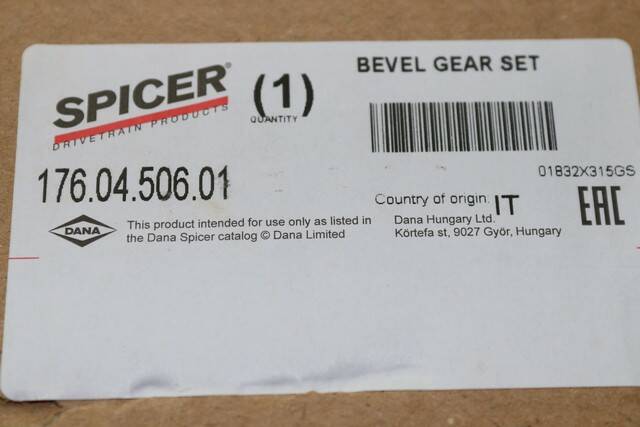 SPICER®
DRIVETRAIN PRODUCTS
(1)
QUANTITY
BEVEL GEAR SET
01832X315GS
176.04.506.01
Country of origin: IT
EAC
DANA
This product intended for use only as listed in
the Dana Spicer catalog © Dana Limited
Dana Hungary Ltd.
Körtefa st, 9027 Győr, Hungary